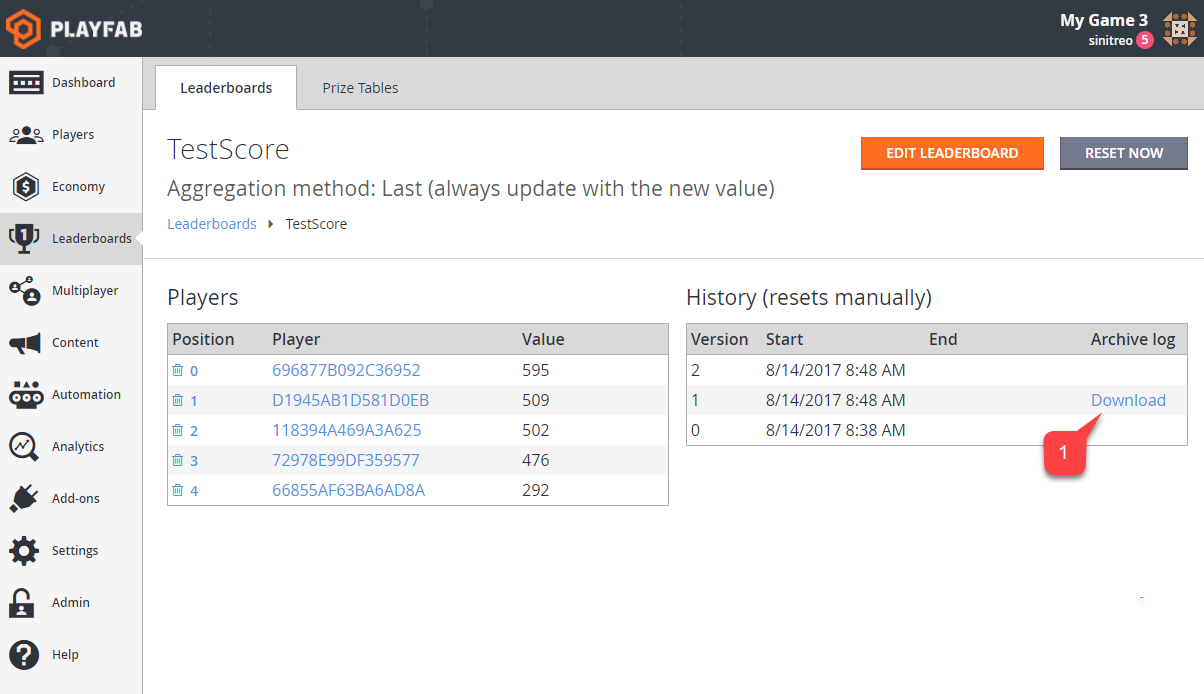 PLAYFAB
My Game 3
sinitreo 5
Dashboard
Players
Economy
Leaderboards
Multiplayer
Content
Automation
Analytics
Add-ons
Settings
Admin
Help
Leaderboards Prize Tables
TestScore
EDIT LEADERBOARD RESET NOW
Aggregation method: Last (always update with the new value)
Leaderboards TestScore
Players
Position Player Value
0 696877B092C36952 595
1 D1945AB1D581D0EB 509
2 118394A469A3A625 502
3 72978E99DF359577 476
4 66855AF63BA6AD8A 292
History (resets manually)
Version Start End Archive log
2 8/14/2017 8:48 AM
1 8/14/2017 8:48 AM Download
0 8/14/2017 8:38 AM
1